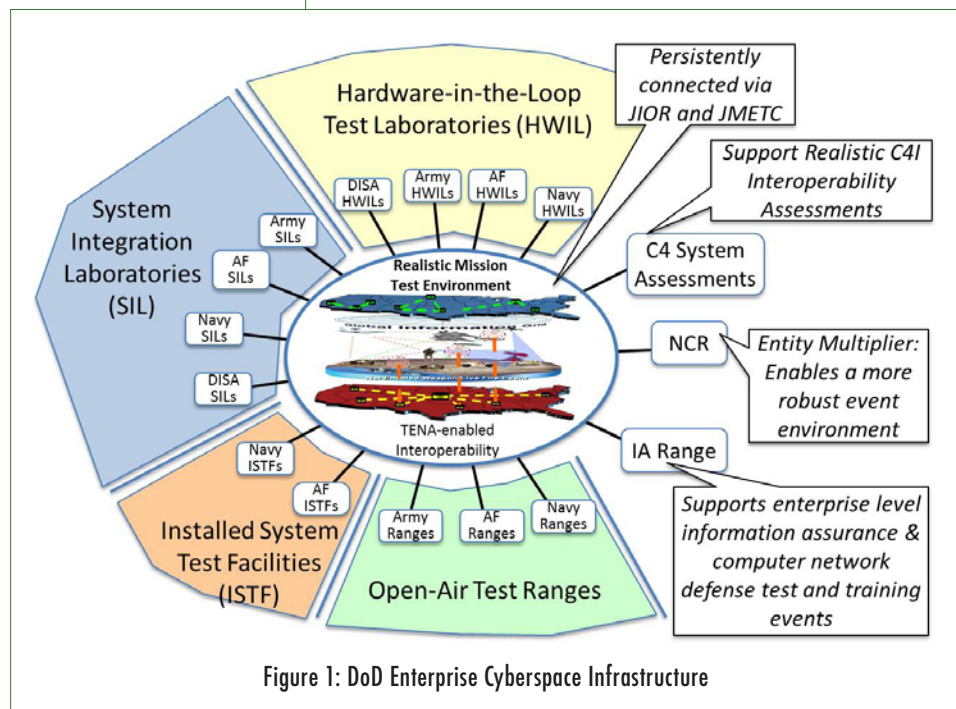 Hardware-in-the-Loop
Test Laboratories (HWIL)
Persistently
connected via
JIOR and JMETC
Support Realistic C4I
Interoperability
Assessments
DISA
HWILs
Army
HWILs
AF
HWILs
Navy
HWILs
System
Integration
Laboratories
(SIL)
Army
SILs
AF
SILs
Navy
SILs
DISA
SILs
Realistic Mission
Test Environment
Global Information Grid
TENA-enabled
Interoperability
C4 System
Assessments
NCR
Entity Multiplier:
Enables a more
robust event
environment
IA Range
Supports enterprise level
information assurance &
computer network
defense test and training
events
Navy
ISTFs
AF
ISTFs
Installed System
Test Facilities
(ISTF)
Army
Ranges
AF
Ranges
Navy
Ranges
Open-Air Test Ranges
Figure 1: DoD Enterprise Cyberspace Infrastructure